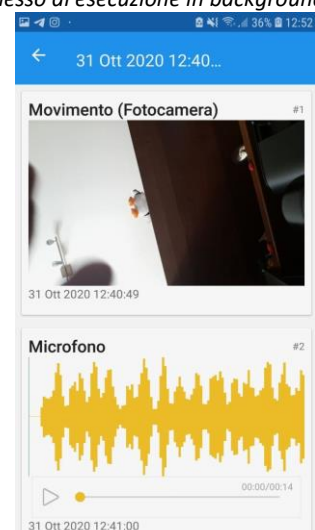 esso di esecuzione in background
36% 12:52
31 Ott 2020 12:40...
Movimento (Fotocamera) #1
31 Ott 2020 12:40:49
Microfono #2
00:00/00:14
31 Ott 2020 12:41:00